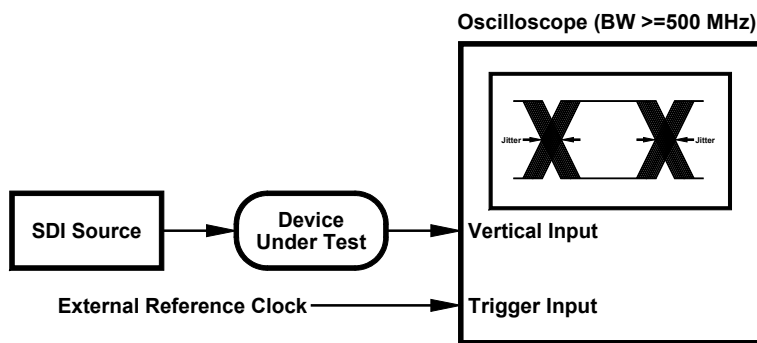 Oscilloscope (BW >=500 MHz)
Jitter
Jitter
SDI Source
Device
Under Test
Vertical Input
External Reference Clock
Trigger Input